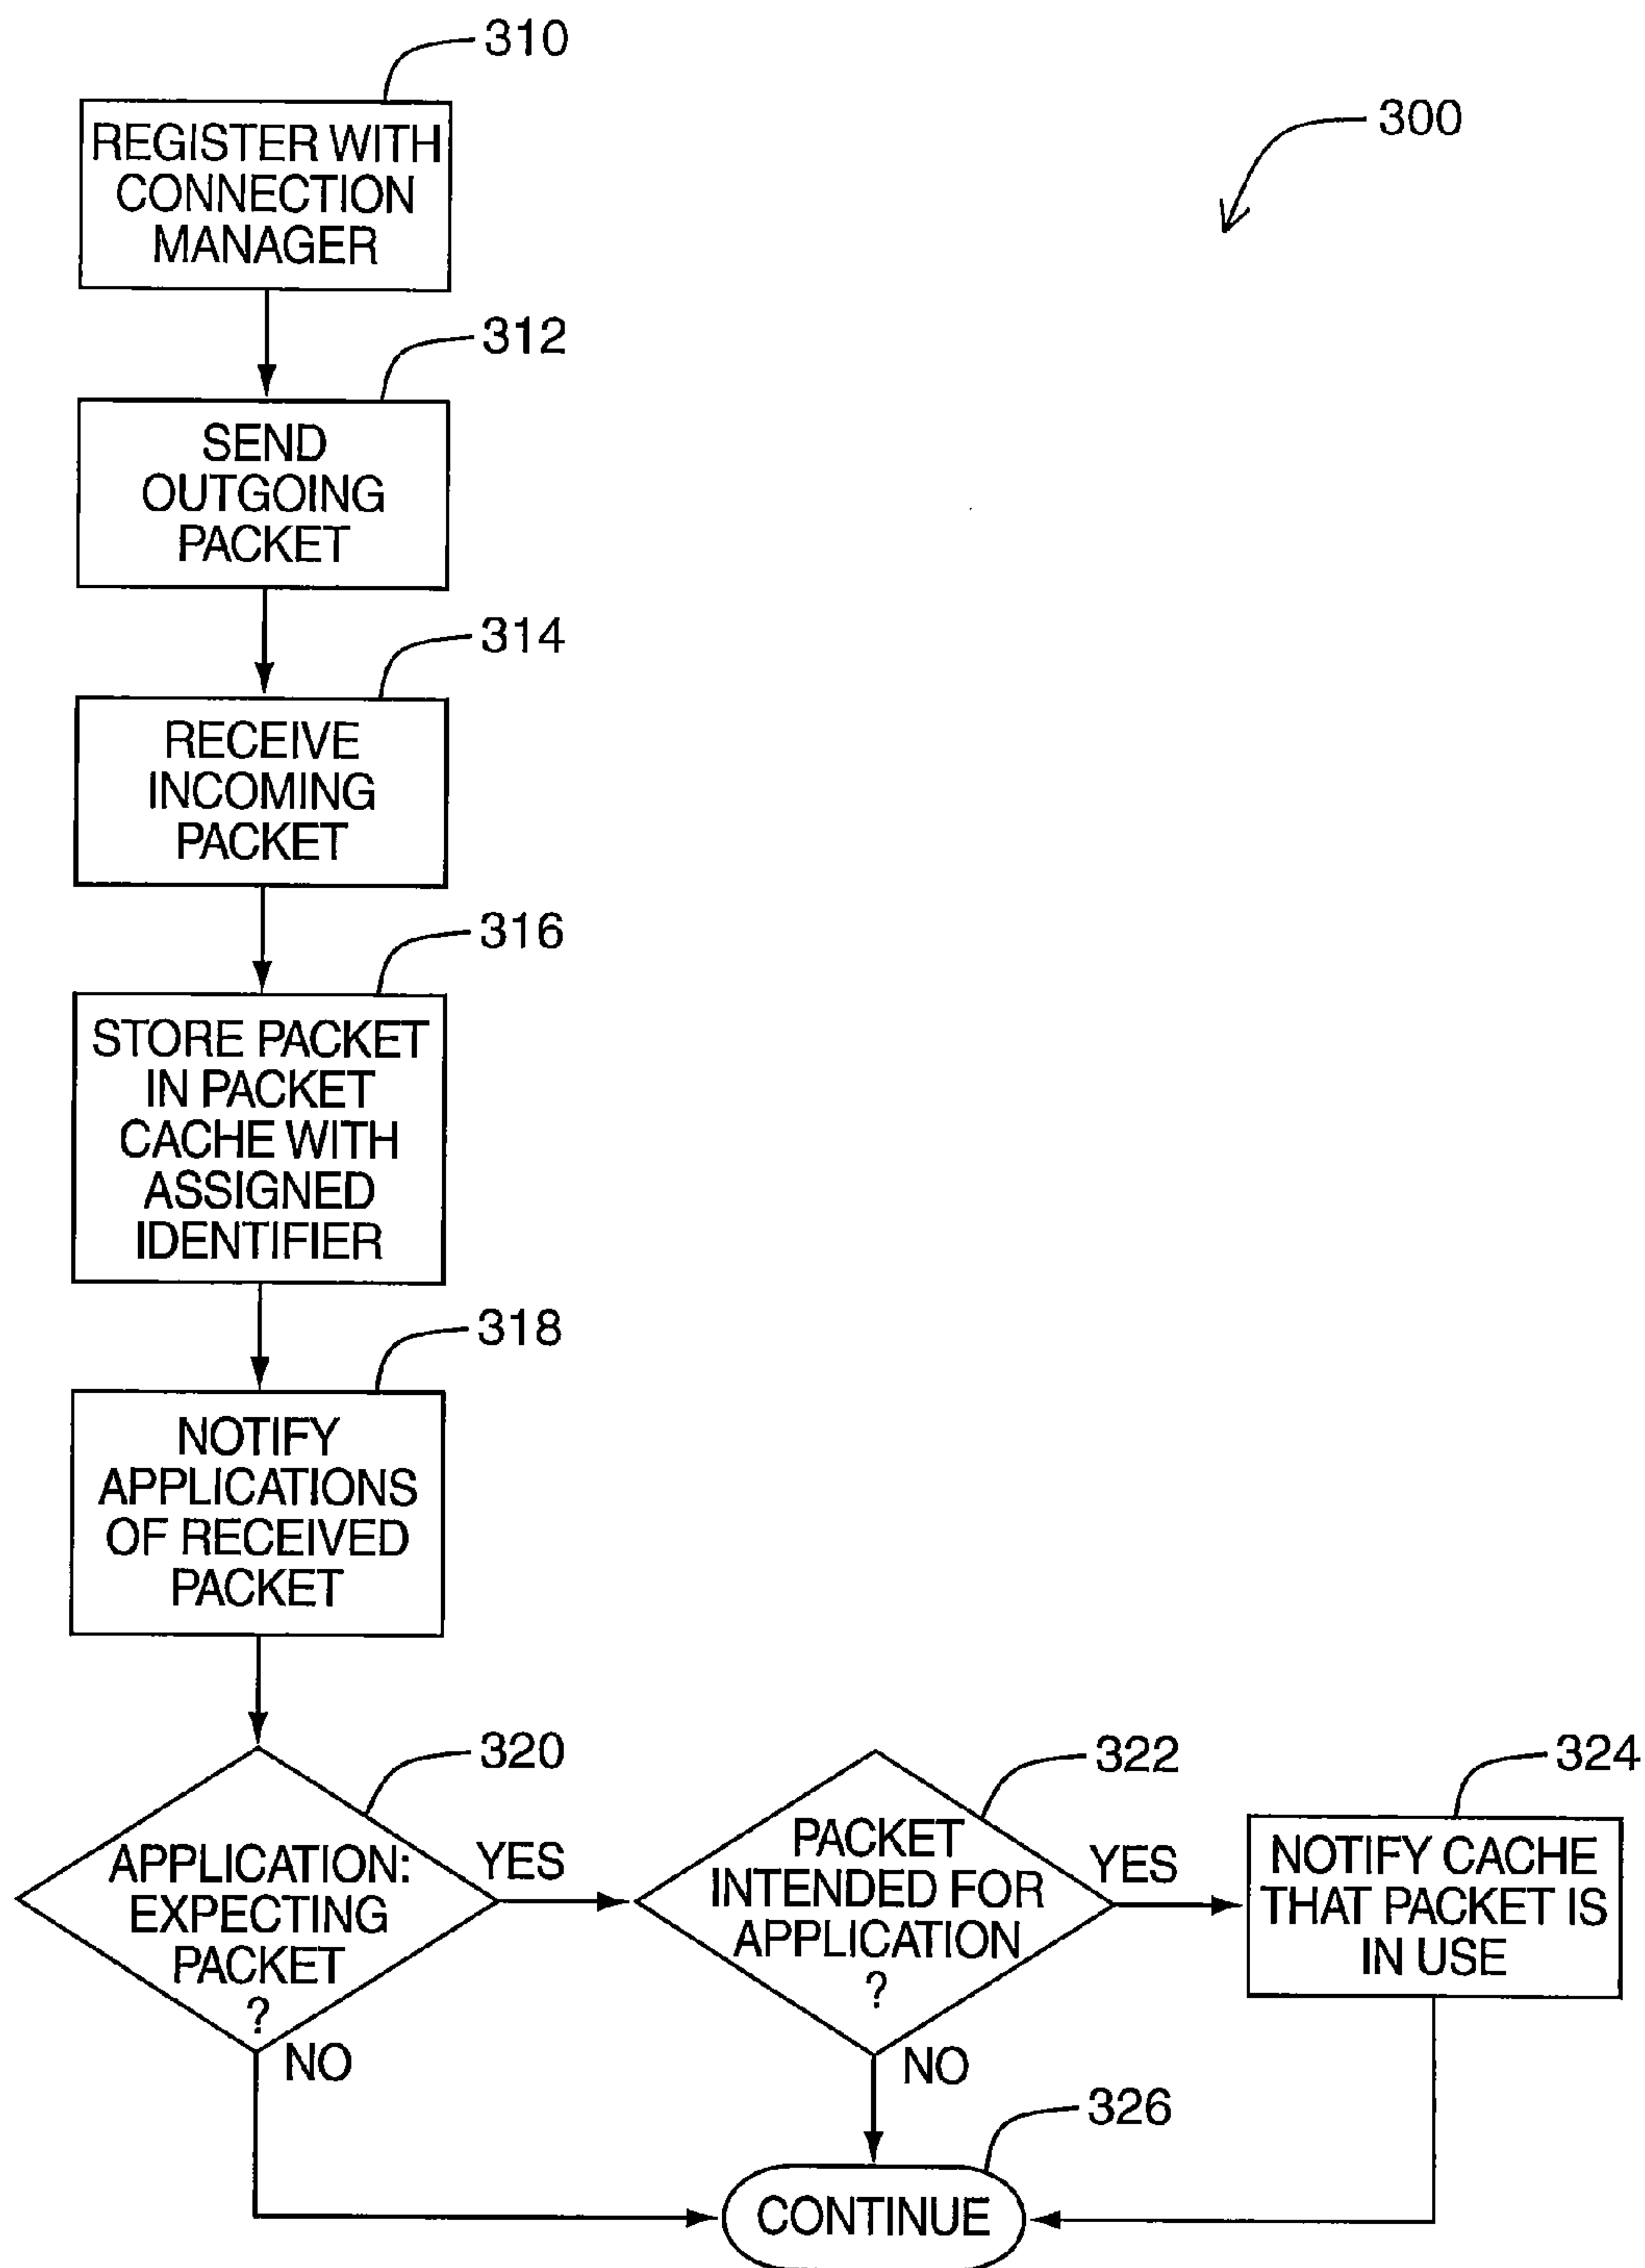 310
300
REGISTER WITH
CONNECTION
MANAGER
312
SEND
OUTGOING
PACKET
314
RECEIVE
INCOMING
PACKET
316
STORE PACKET
IN PACKET
CACHE WITH
ASSIGNED
IDENTIFIER
318
NOTIFY
APPLICATIONS
OF RECEIVED
PACKET
320
APPLICATION:
EXPECTING
PACKET
?
YES
NO
322
PACKET
INTENDED FOR
APPLICATION
?
YES
NO
324
NOTIFY CACHE
THAT PACKET IS
IN USE
326
CONTINUE